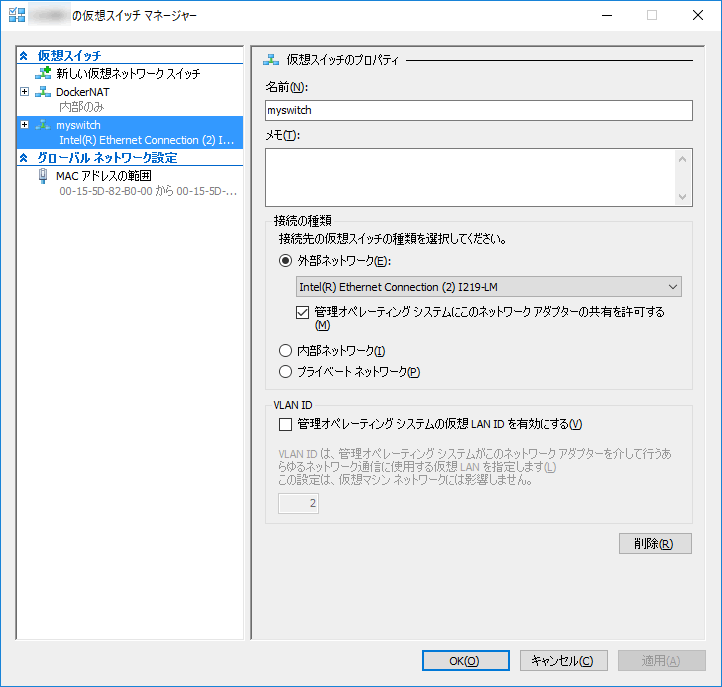 の仮想スイッチ マネージャー
仮想スイッチ
新しい仮想ネットワーク スイッチ
DockerNAT
内部のみ
myswitch
Intel(R) Ethernet Connection (2) I...
グローバル ネットワーク設定
MAC アドレスの範囲
00-15-5D-82-B0-00 から 00-15-5D-...
仮想スイッチのプロパティ
名前(N):
myswitch
メモ(T):
接続の種類
接続先の仮想スイッチの種類を選択してください。
外部ネットワーク(E):
Intel(R) Ethernet Connection (2) I219-LM
管理オペレーティング システムにこのネットワーク アダプターの共有を許可する
(M)
内部ネットワーク(I)
プライベート ネットワーク(P)
VLAN ID
管理オペレーティング システムの仮想 LAN ID を有効にする(V)
VLAN ID は、管理オペレーティング システムがこのネットワーク アダプターを介して行うあ
らゆるネットワーク通信に使用する仮想 LAN を指定します(L)
この設定は、仮想マシン ネットワークには影響しません。
2
削除(R)
OK(O)
キャンセル(C)
適用(A)